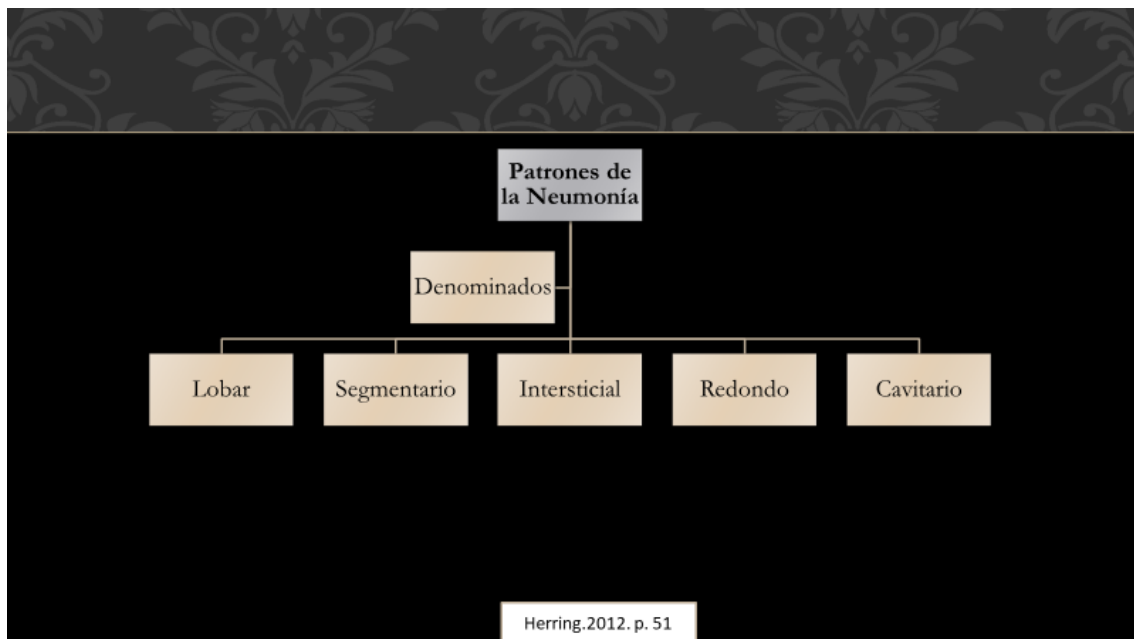 Patrones de
la Neumonía
Denominados
Lobar
Segmentario
Intersticial
Redondo
Cavitario
Herring.2012. p. 51